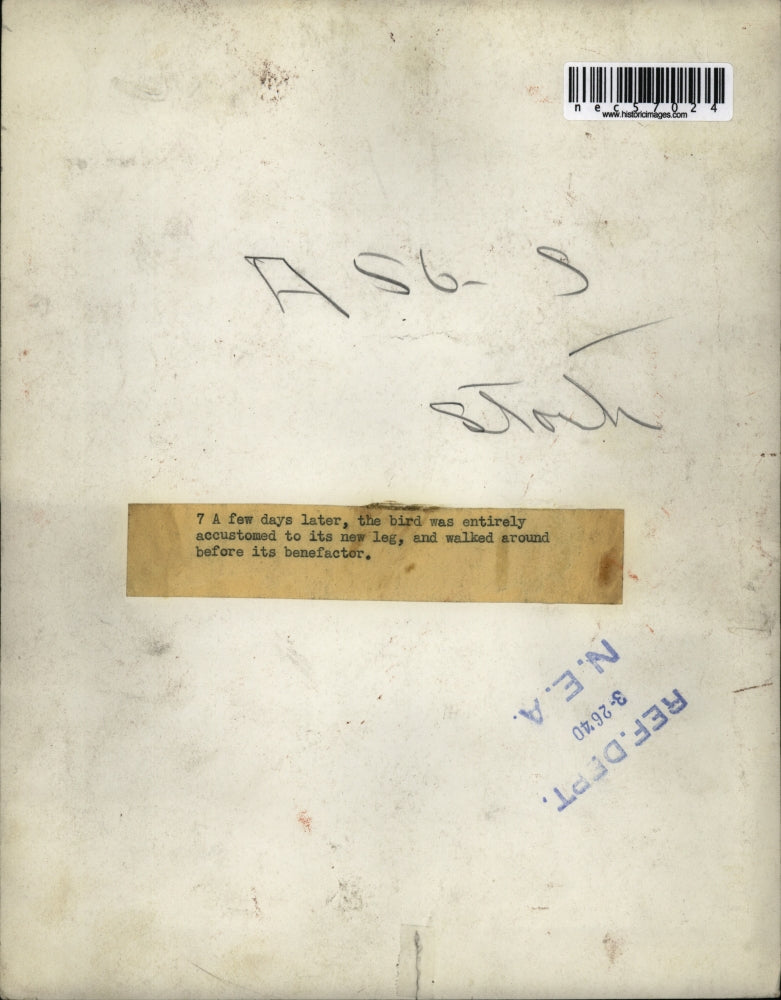 nec57024
www.historicimages.com
A 56- S
Stork
7 A few days later, the bird was entirely
accustomed to its new leg, and walked around
before its benefactor.
N.E.A.
3-26'40
REF.DEPT.